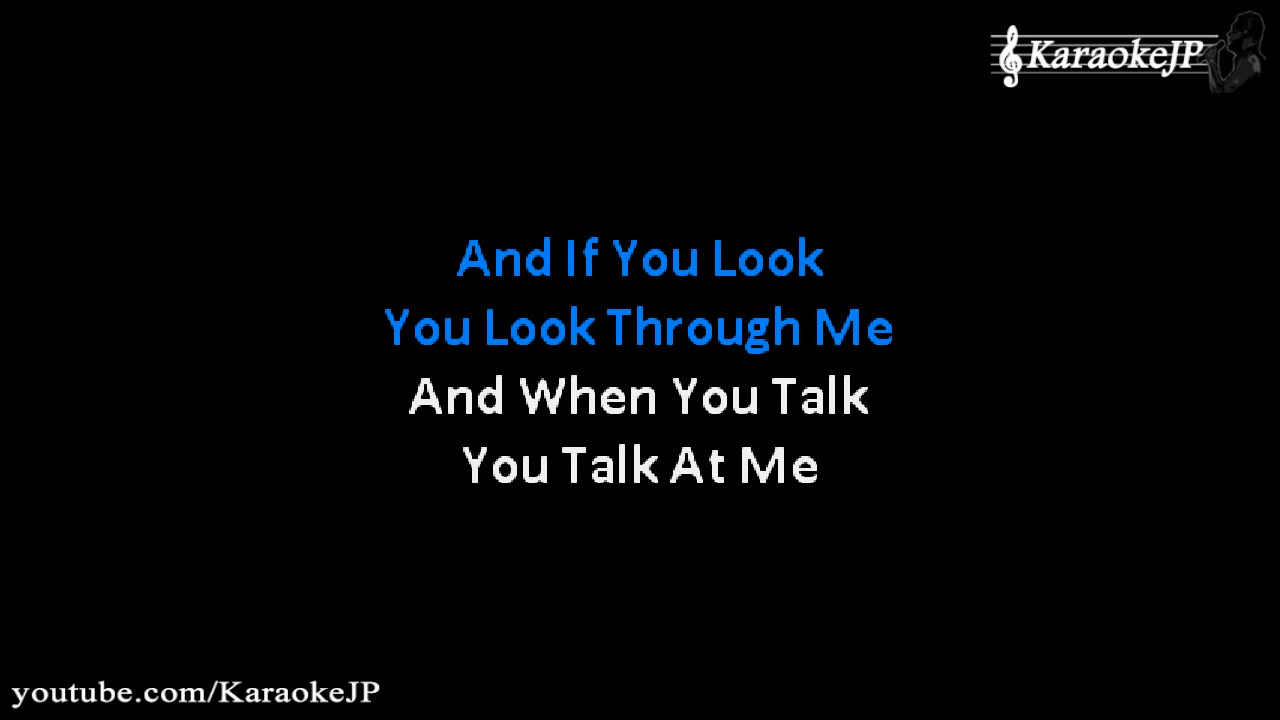 KaraokeJP
And If You Look
You Look Through Me
And When You Talk
You Talk At Me
youtube.com/KaraokeJP